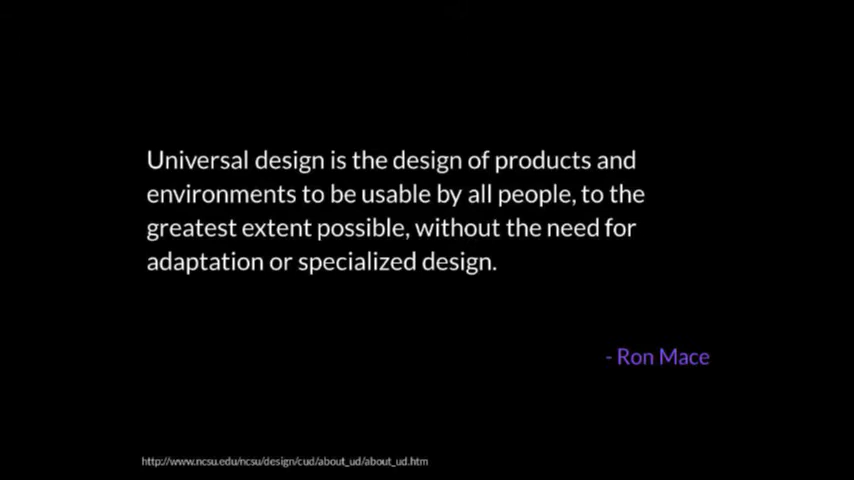 Universal design is the design of products and
environments to be usable by all people, to the
greatest extent possible, without the need for
adaptation or specialized design.
- Ron Mace
http://www.ncsu.edu/ncsu/design/cud/about_ud/about_ud.htm